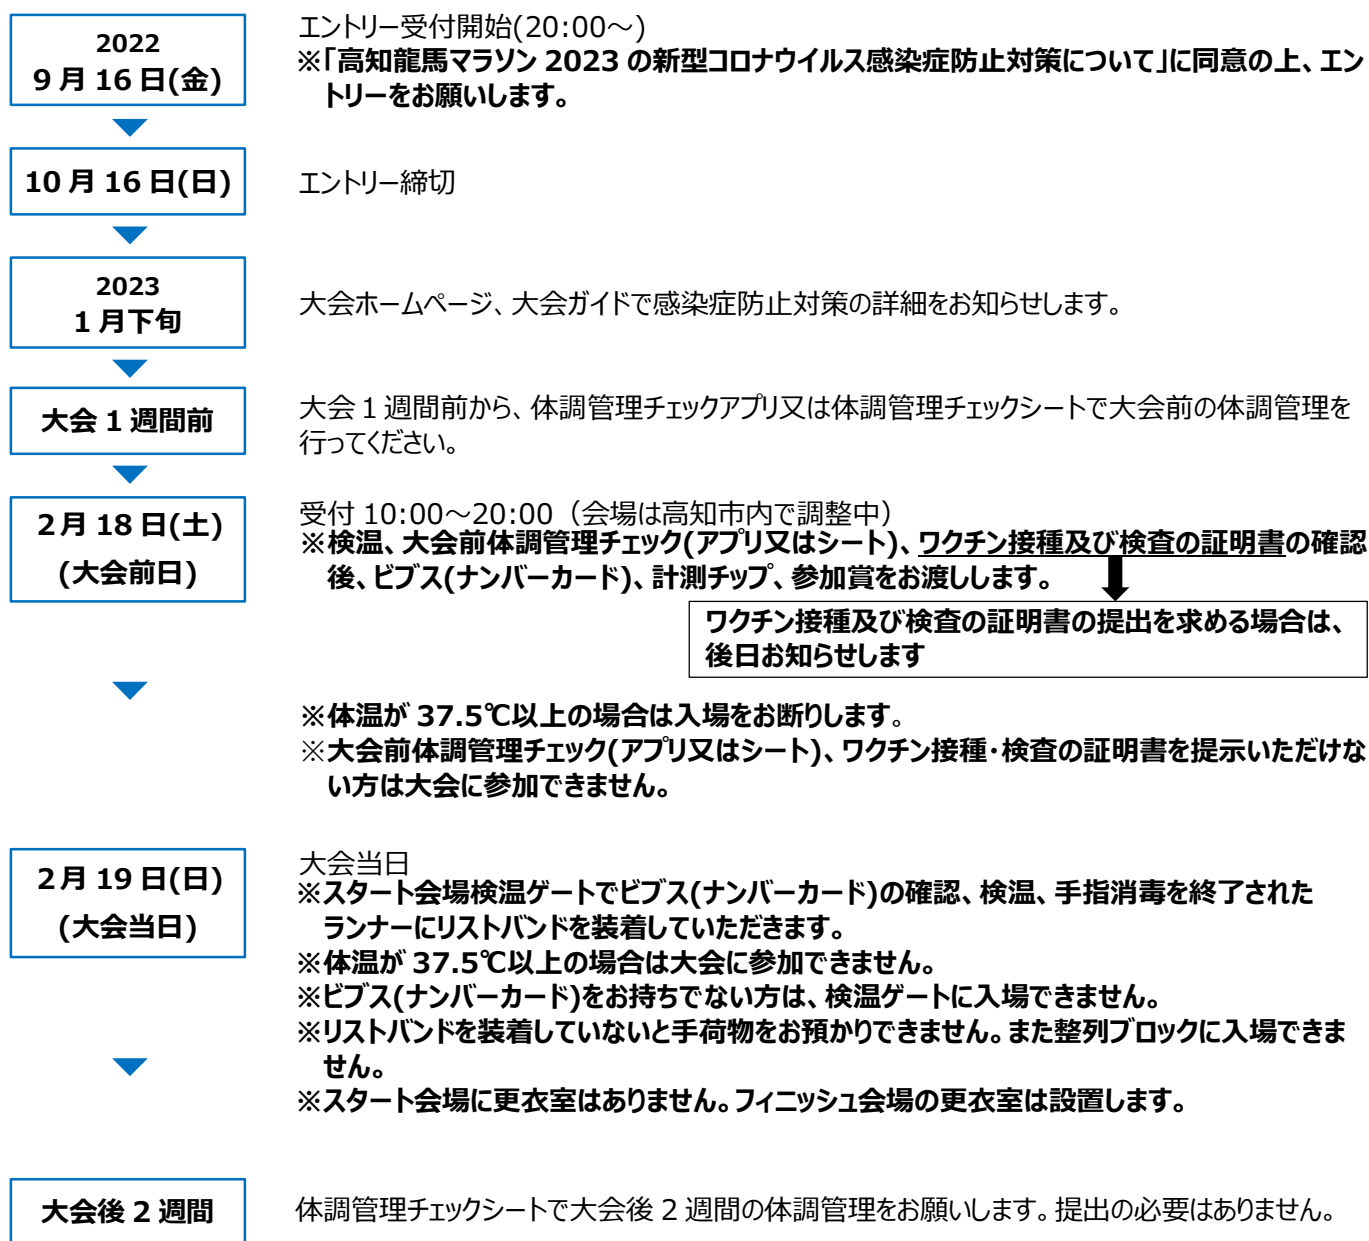 2022
9月16日(金)
エントリー受付開始(20:00～)
※「高知龍馬マラソン2023の新型コロナウイルス感染症防止対策について」に同意の上、エン
トリーをお願いします。
10月16日(日)
エントリー締切
2023
1月下旬
大会ホームページ、大会ガイドで感染症防止対策の詳細をお知らせします。
大会1週間前
大会1週間前から、体調管理チェックアプリ又は体調管理チェックシートで大会前の体調管理を
行ってください。
2月18日(土)
(大会前日)
受付 10:00～20:00（会場は高知市内で調整中）
※検温、大会前体調管理チェック(アプリ又はシート)、ワクチン接種及び検査の証明書の確認
後、ビブス(ナンバーカード)、計測チップ、参加賞をお渡しします。
ワクチン接種及び検査の証明書の提出を求める場合は、
後日お知らせします
※体温が37.5℃以上の場合は入場をお断りします。
※大会前体調管理チェック(アプリ又はシート)、ワクチン接種・検査の証明書を提示いただけな
い方は大会に参加できません。
2月19日(日)
(大会当日)
大会当日
※スタート会場検温ゲートでビブス(ナンバーカード)の確認、検温、手指消毒を終了された
ランナーにリストバンドを装着していただきます。
※体温が37.5℃以上の場合は大会に参加できません。
※ビブス(ナンバーカード)をお持ちでない方は、検温ゲートに入場できません。
※リストバンドを装着していないと手荷物をお預かりできません。また整列ブロックに入場できま
せん。
※スタート会場に更衣室はありません。フィニッシュ会場の更衣室は設置します。
大会後2週間
体調管理チェックシートで大会後2週間の体調管理をお願いします。提出の必要はありません。